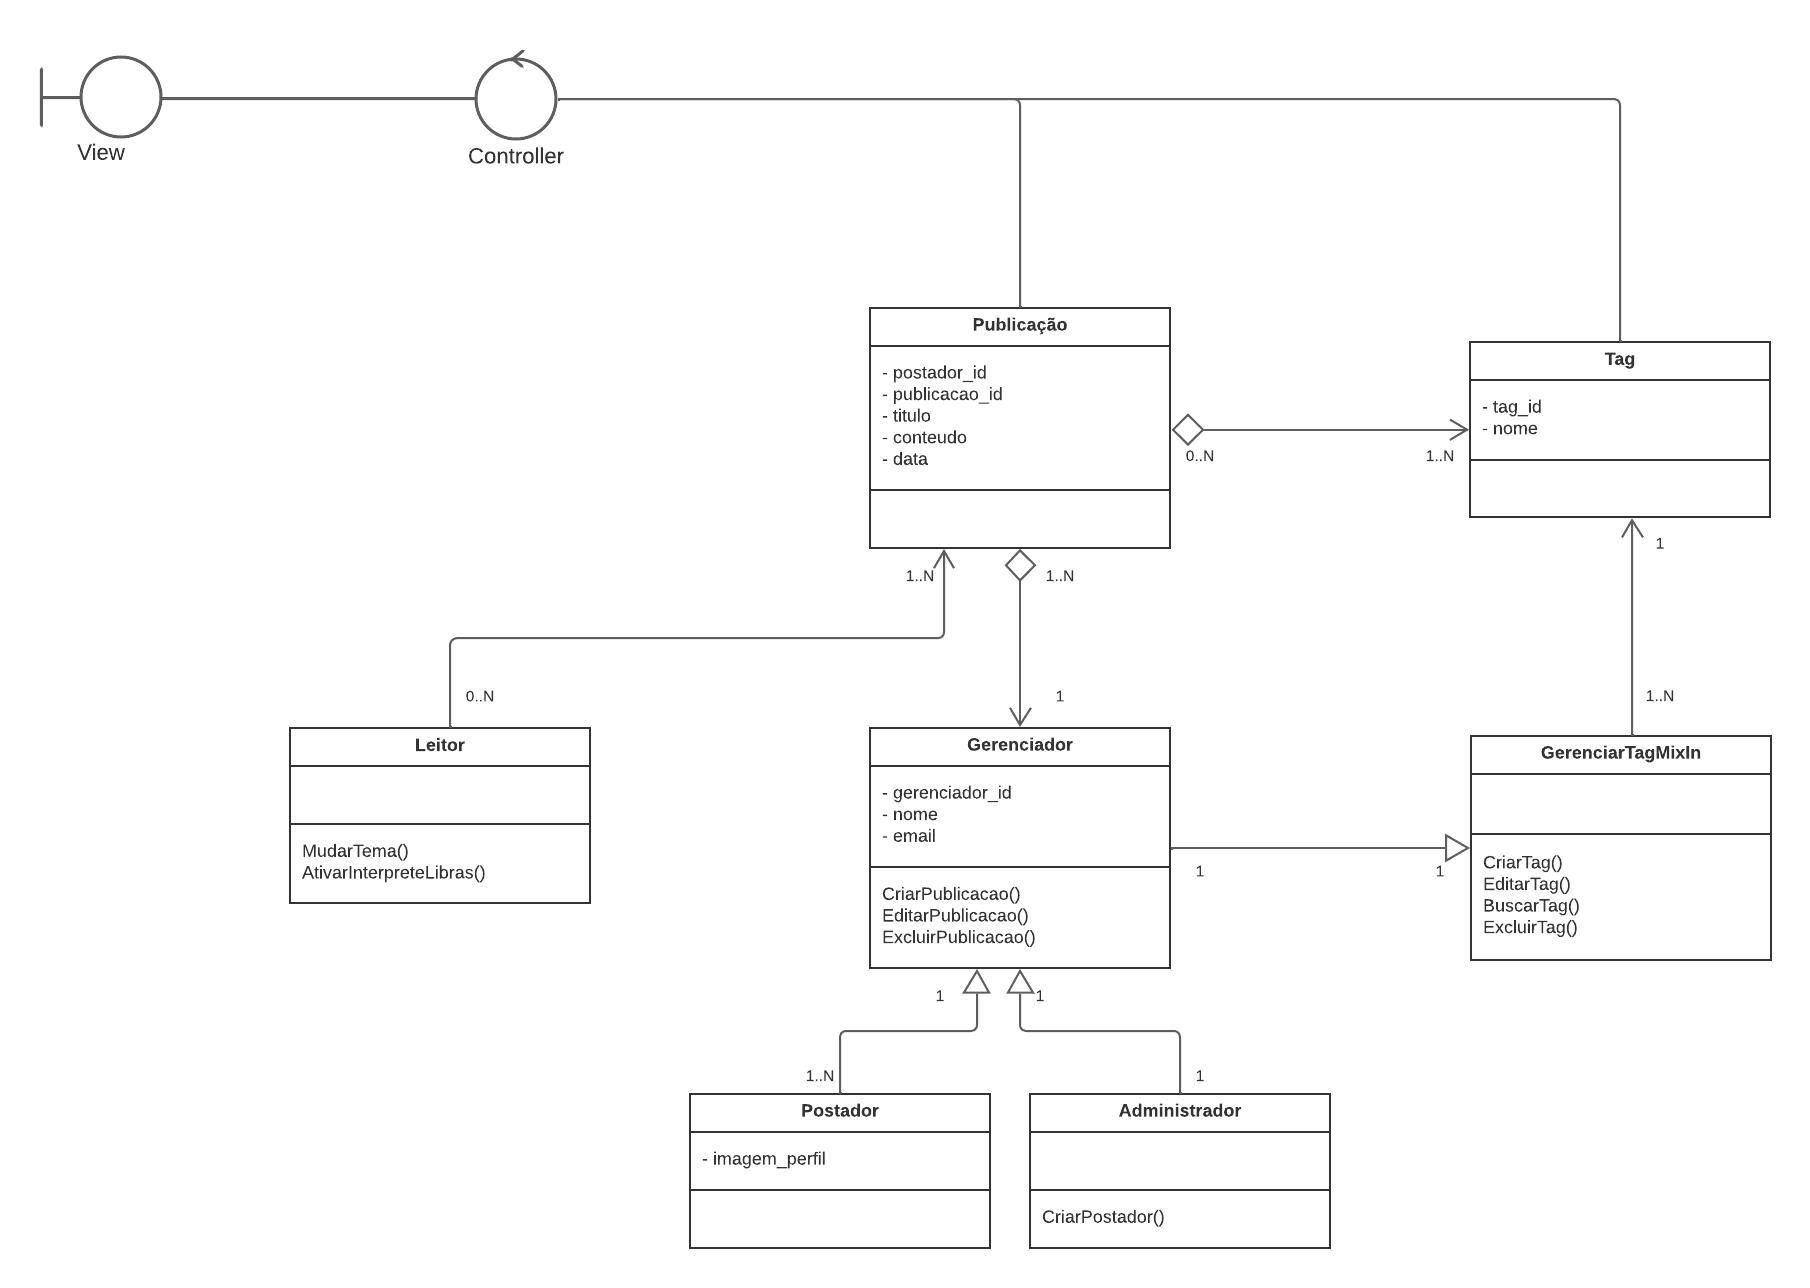 View
Controller
Publicação
- postador_id
- publicacao_id
- titulo
- conteudo
- data
Tag
- tag_id
- nome
0..N
1..N
1..N
1..N
1
0..N
1
1..N
Leitor
MudarTema()
AtivarInterpreteLibras()
Gerenciador
- gerenciador_id
- nome
- email
CriarPublicacao()
EditarPublicacao()
ExcluirPublicacao()
GerenciarTagMixIn
CriarTag()
EditarTag()
BuscarTag()
ExcluirTag()
1
1
1
1
1..N
1
Postador
- imagem_perfil
Administrador
CriarPostador()